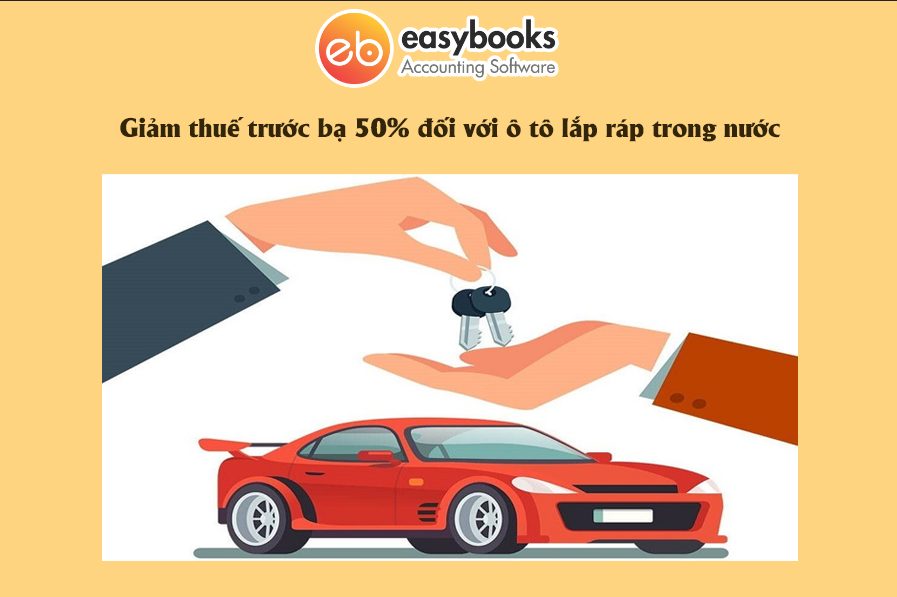 eb
easybooks
Accounting Software
Giảm thuế trước bạ 50% đối với ô tô lắp ráp trong nước